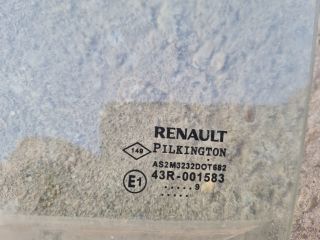 RENAULT
149 PILKINGTON
AS2M3232DOT682
E1 43R-001583
.....9
.....